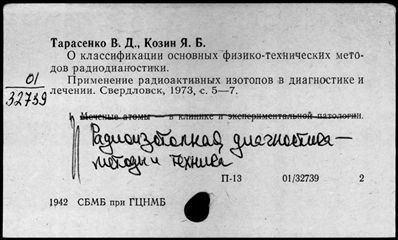 Тарасенко В. Д., Козин Я. Б.
О классификации основных физико-технических мето-
дов радиодианостики.
01/32739
Применение радиоактивных изотопов в диагностике и
лечении. Свердловск, 1973, с. 5—7.
Меченые атомы — в клинике и экспериментальной патологии.
Радиоизотопная диагностика —
методы и техника
П-13 01/32739 2
1942 СБМБ при ГЦНМБ